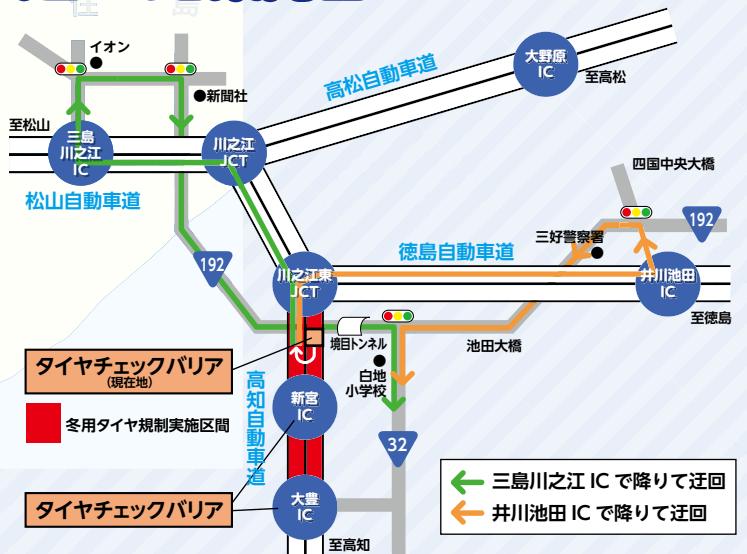 イオン
新聞社
至松山
三島
川之江
IC
川之江
JCT
高松自動車道
大野原
IC
至高松
松山自動車道
四国中央大橋
192
三好警察署
徳島自動車道
192
川之江東
JCT
井川池田
IC
至徳島
境目トンネル
池田大橋
白地
小学校
タイヤチェックバリア
(現在地)
高知自動車道
新宮
IC
冬用タイヤ規制実施区間
32
タイヤチェックバリア
大豊
IC
至高知
三島川之江 IC で降りて迂回
井川池田 IC で降りて迂回